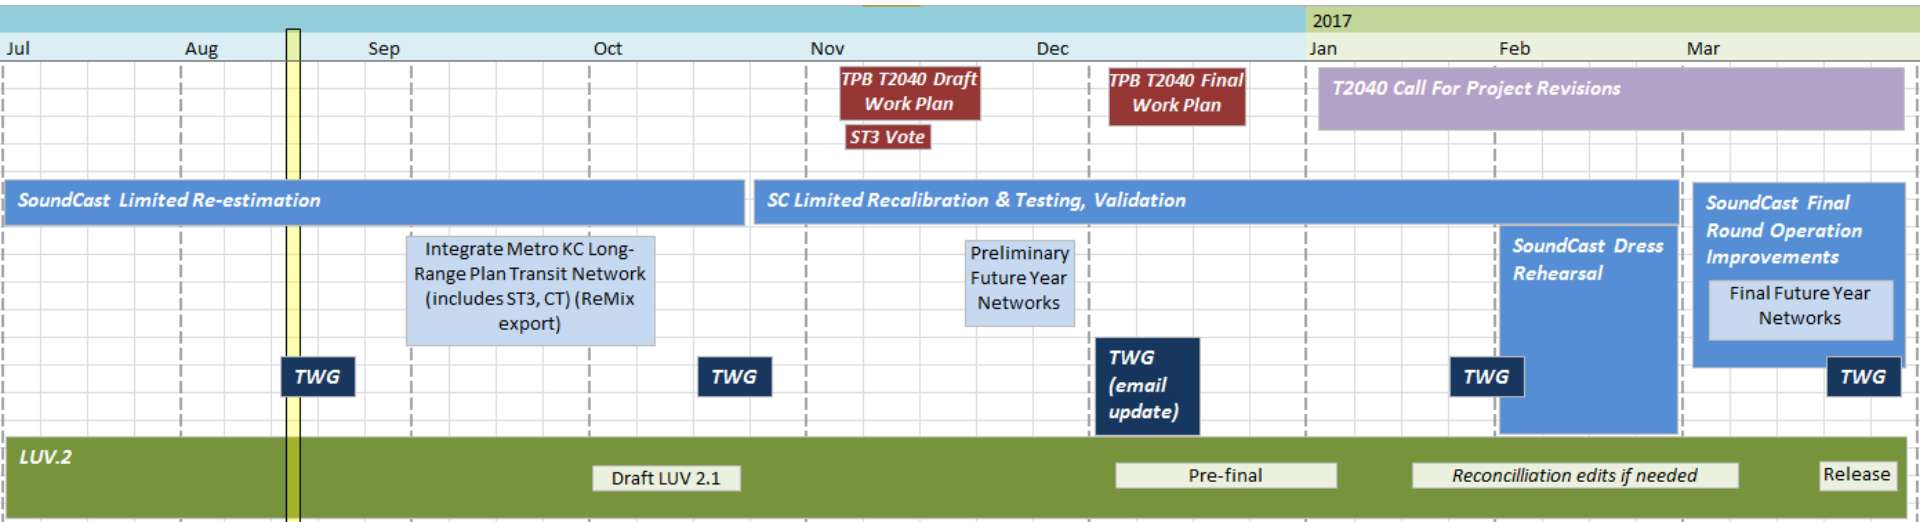 2017
Jul
Aug
Sep
Oct
Nov
Dec
Jan
Feb
Mar
TPB T2040 Draft
Work Plan
ST3 Vote
TPB T2040 Final
Work Plan
T2040 Call For Project Revisions
SoundCast Limited Re-estimation
SC Limited Recalibration & Testing, Validation
SoundCast Final
Round Operation
Improvements
Final Future Year
Networks
Integrate Metro KC Long-
Range Plan Transit Network
(includes ST3, CT) (ReMix
export)
Preliminary
Future Year
Networks
SoundCast Dress
Rehearsal
TWG
TWG
TWG
(email
update)
TWG
TWG
LUV.2
Draft LUV 2.1
Pre-final
Reconcilliation edits if needed
Release